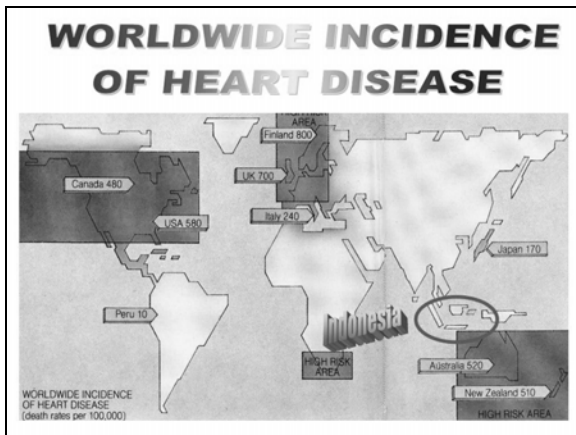 WORLDWIDE INCIDENCE
OF HEART DISEASE
HIGH RISK
AREA
Finland 800
Canada 480
UK 700
USA 580
Italy 240
Japan 170
Peru 10
Indonesia
HIGH RISK
AREA
Australia 520
New Zealand 510
WORLDWIDE INCIDENCE
OF HEART DISEASE
(death rates per 100,000)
HIGH RISK AREA